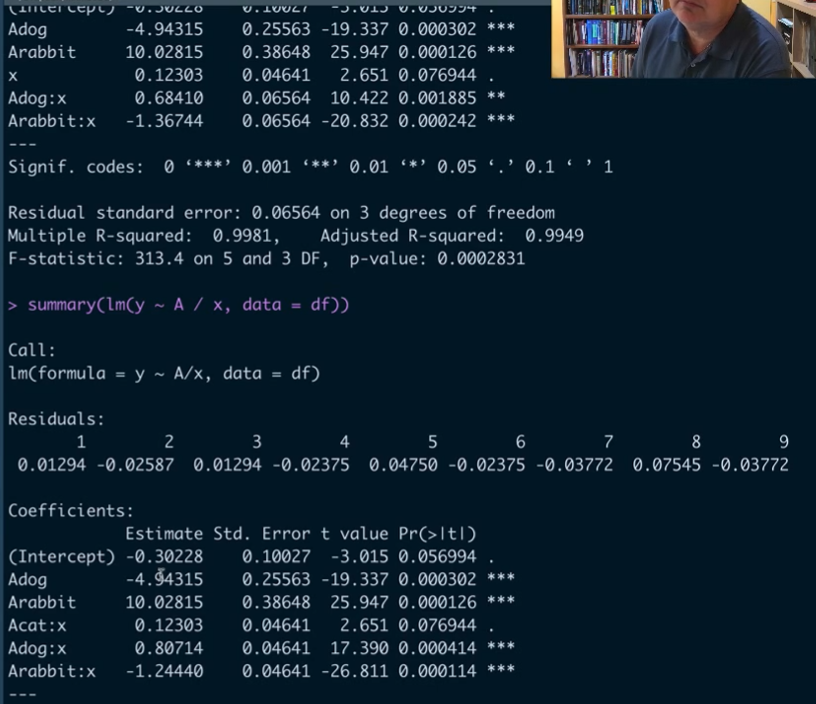 (Intercept) -0.30228 0.10027 -3.015 0.056994 .
Adog -4.94315 0.25563 -19.337 0.000302 ***
Arabbit 10.02815 0.38648 25.947 0.000126 ***
x 0.12303 0.04641 2.651 0.076944 .
Adog:x 0.68410 0.06564 10.422 0.001885 **
Arabbit:x -1.36744 0.06564 -20.832 0.000242 ***
---
Signif. codes: 0 ‘***’ 0.001 ‘**’ 0.01 ‘*’ 0.05 ‘.’ 0.1 ‘ ’ 1
Residual standard error: 0.06564 on 3 degrees of freedom
Multiple R-squared: 0.9981, Adjusted R-squared: 0.9949
F-statistic: 313.4 on 5 and 3 DF, p-value: 0.0002831
> summary(lm(y ~ A / x, data = df))
Call:
lm(formula = y ~ A/x, data = df)
Residuals:
1 2 3 4 5 6 7 8 9
0.01294 -0.02587 0.01294 -0.02375 0.04750 -0.02375 -0.03772 0.07545 -0.03772
Coefficients:
Estimate Std. Error t value Pr(>|t|)
(Intercept) -0.30228 0.10027 -3.015 0.056994 .
Adog -4.94315 0.25563 -19.337 0.000302 ***
Arabbit 10.02815 0.38648 25.947 0.000126 ***
Acat:x 0.12303 0.04641 2.651 0.076944 .
Adog:x 0.80714 0.04641 17.390 0.000414 ***
Arabbit:x -1.24440 0.04641 -26.811 0.000114 ***
---